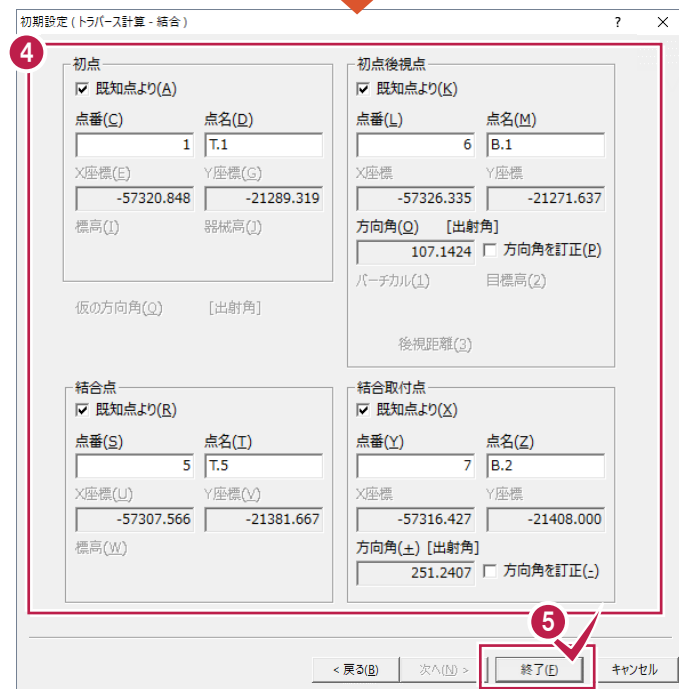 初期設定 ( トラバース計算 - 結合 )
?
×
4
初点
既知点より(A)
点番(C) 点名(D)
1 T.1
X座標(E) Y座標(G)
-57320.848 -21289.319
標高(I) 器械高(J)
仮の方向角(Q) [出射角]
初点後視点
既知点より(K)
点番(L) 点名(M)
6 B.1
X座標 Y座標
-57326.335 -21271.637
方向角(O) [出射角]
107.1424 方向角を訂正(P)
バーチカル(1) 目標高(2)
後視距離(3)
結合点
既知点より(R)
点番(S) 点名(T)
5 T.5
X座標(U) Y座標(V)
-57307.566 -21381.667
標高(W)
結合取付点
既知点より(X)
点番(Y) 点名(Z)
7 B.2
X座標 Y座標
-57316.427 -21408.000
方向角(+) [出射角]
251.2407 方向角を訂正(-)
5
< 戻る(B) 次へ(N) > 終了(F) キャンセル